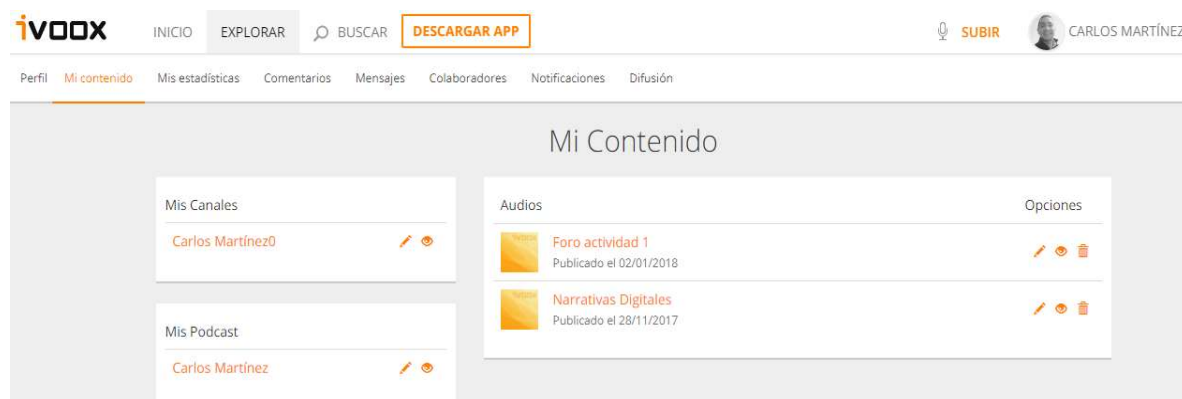 ivoox INICIO EXPLORAR BUSCAR DESCARGAR APP SUBIR CARLOS MARTÍNEZ
Perfil Mi contenido Mis estadísticas Comentarios Mensajes Colaboradores Notificaciones Difusión
Mi Contenido
Mis Canales
Carlos Martínez0
Mis Podcast
Carlos Martínez
Audios Opciones
Foro actividad 1
Publicado el 02/01/2018
Narrativas Digitales
Publicado el 28/11/2017